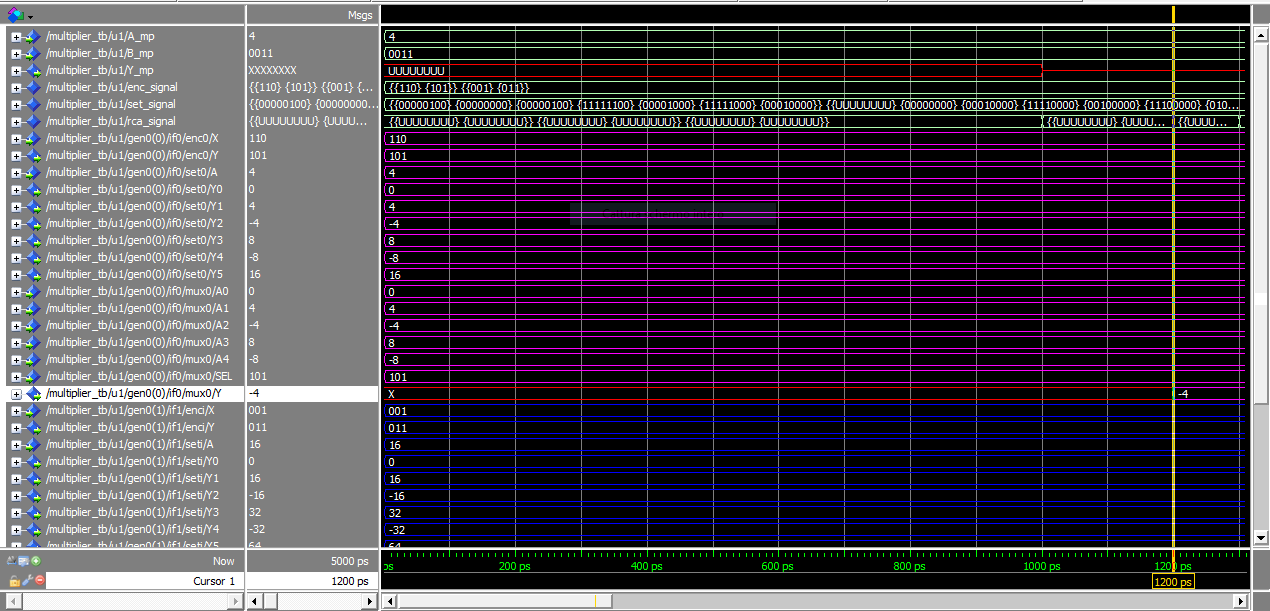 Msgs
/multiplier_tb/u1/A_mp 4 4
/multiplier_tb/u1/B_mp 0011 0011
/multiplier_tb/u1/Y_mp XXXXXXXX UUUUUUUU
/multiplier_tb/u1/enc_signal {{110} {101}} {{001} {... {{110} {101}} {{001} {011}}
/multiplier_tb/u1/set_signal {{00000100} {00000000... {{00000100} {00000000} {00000100} {11111100} {00001000} {11111000} {00010000}} {{UUUUUUUU} {00000000} {00010000} {11110000} {00100000} {11100000} {010...
/multiplier_tb/u1/rca_signal {{UUUUUUUU} {UUUU... {{UUUUUUUU} {UUUUUUUU}} {{UUUUUUUU} {UUUUUUUU}} {{UUUUUUUU} {UUUUUUUU}} {{UUUUUUUU} {UUUU... {{UUUU...
/multiplier_tb/u1/gen0(0)/if0/enc0/X 110 110
/multiplier_tb/u1/gen0(0)/if0/enc0/Y 101 101
/multiplier_tb/u1/gen0(0)/if0/set0/A 4 4
/multiplier_tb/u1/gen0(0)/if0/set0/Y0 0 0
/multiplier_tb/u1/gen0(0)/if0/set0/Y1 4 4
/multiplier_tb/u1/gen0(0)/if0/set0/Y2 -4 -4
/multiplier_tb/u1/gen0(0)/if0/set0/Y3 8 8
/multiplier_tb/u1/gen0(0)/if0/set0/Y4 -8 -8
/multiplier_tb/u1/gen0(0)/if0/set0/Y5 16 16
/multiplier_tb/u1/gen0(0)/if0/mux0/A0 0 0
/multiplier_tb/u1/gen0(0)/if0/mux0/A1 4 4
/multiplier_tb/u1/gen0(0)/if0/mux0/A2 -4 -4
/multiplier_tb/u1/gen0(0)/if0/mux0/A3 8 8
/multiplier_tb/u1/gen0(0)/if0/mux0/A4 -8 -8
/multiplier_tb/u1/gen0(0)/if0/mux0/SEL 101 101
/multiplier_tb/u1/gen0(0)/if0/mux0/Y -4 X -4
/multiplier_tb/u1/gen0(1)/if1/enci/X 001 001
/multiplier_tb/u1/gen0(1)/if1/enci/Y 011 011
/multiplier_tb/u1/gen0(1)/if1/seti/A 16 16
/multiplier_tb/u1/gen0(1)/if1/seti/Y0 0 0
/multiplier_tb/u1/gen0(1)/if1/seti/Y1 16 16
/multiplier_tb/u1/gen0(1)/if1/seti/Y2 -16 -16
/multiplier_tb/u1/gen0(1)/if1/seti/Y3 32 32
/multiplier_tb/u1/gen0(1)/if1/seti/Y4 -32 -32
/multiplier_tb/u1/gen0(1)/if1/seti/Y5 64 64
Now 5000 ps ps 200 ps 400 ps 600 ps 800 ps 1000 ps 1200 ps
Cursor 1 1200 ps 1200 ps